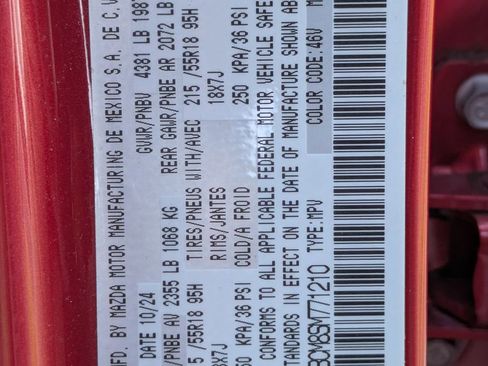 MFD. BY MAZDA MOTOR MANUFACTURING DE MEXICO S.A. DE C.V.
DATE 10/24 GVWR/PNBV 4381 LB 1987
/PNBE AV 2355 LB 1068 KG REAR GAWR/PNBE AR 2072 LB
/55R18 95H TIRES/PNEUS WITH/AVEC 215 /55R18 95H
8X7J RIMS/JANTES 18X7J
KPA/36 PSI COLD/A FROID 250 KPA/36 PSI
CONFORMS TO ALL APPLICABLE FEDERAL MOTOR VEHICLE SAFE
STANDARDS IN EFFECT ON THE DATE OF MANUFACTURE SHOWN AB
BCM8SM771210 TYPE: MPV COLOR CODE: 46V